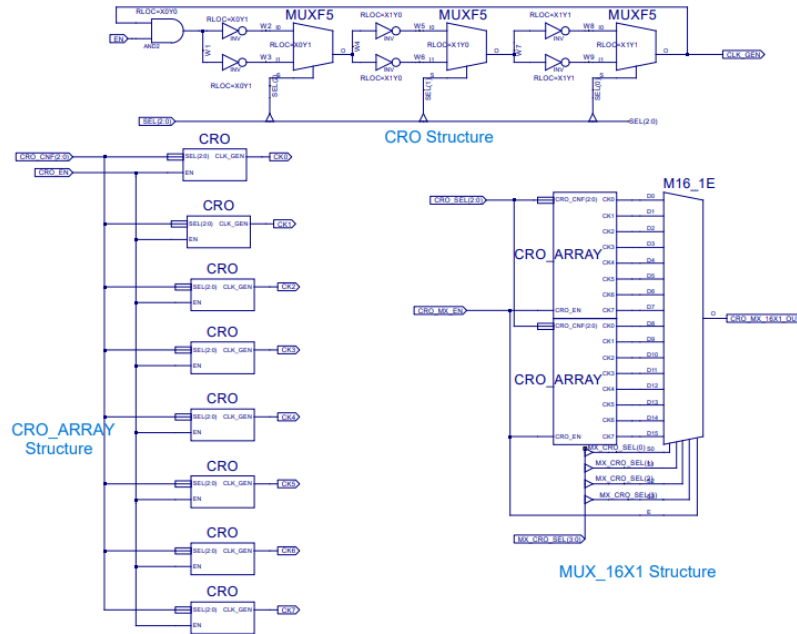 MUXF5 MUXF5 MUXF5
RLOC=X0Y0 RLOC=X0Y1 RLOC=X1Y0 RLOC=X1Y1
EN AND2 W1 W2 I0 INV W3 I1 INV RLOC=X0Y1 RLOC=X0Y1 O S
W4 W5 I0 INV W6 I1 INV RLOC=X1Y0 RLOC=X1Y0 O S
W7 W8 I0 INV W9 I1 INV RLOC=X1Y1 RLOC=X1Y1 O S
CLK_GEN
SEL(1) SEL(0)
SEL(2:0) SEL(2:0)
CRO Structure
CRO_CNF(2:0)
CRO_EN
CRO
SEL(2:0) CLK_GEN CK0
EN
CRO
SEL(2:0) CLK_GEN CK1
EN
CRO
SEL(2:0) CLK_GEN CK2
EN
CRO
SEL(2:0) CLK_GEN CK3
EN
CRO
SEL(2:0) CLK_GEN CK4
EN
CRO
SEL(2:0) CLK_GEN CK5
EN
CRO
SEL(2:0) CLK_GEN CK6
EN
CRO
SEL(2:0) CLK_GEN CK7
EN
CRO_ARRAY
Structure
M16_1E
CRO_SEL(2:0) CRO_CNF(2:0) CK0 D0
CK1 D1
CK2 D2
CK3 D3
CRO_ARRAY
CK4 D4
CK5 D5
CK6 D6
CRO_MX_EN CRO_EN CK7 D7
O CRO_MX_16X1_OU
CRO_CNF(2:0) CK0 D8
CK1 D9
CK2 D10
CK3 D11
CRO_ARRAY
CK4 D12
CK5 D13
CK6 D14
CRO_EN CK7 D15
MX_CRO_SEL(0) S0
MX_CRO_SEL(1) S1
MX_CRO_SEL(2) S2
MX_CRO_SEL(3) S3
E
MX_CRO_SEL(3:0)
MUX_16X1 Structure